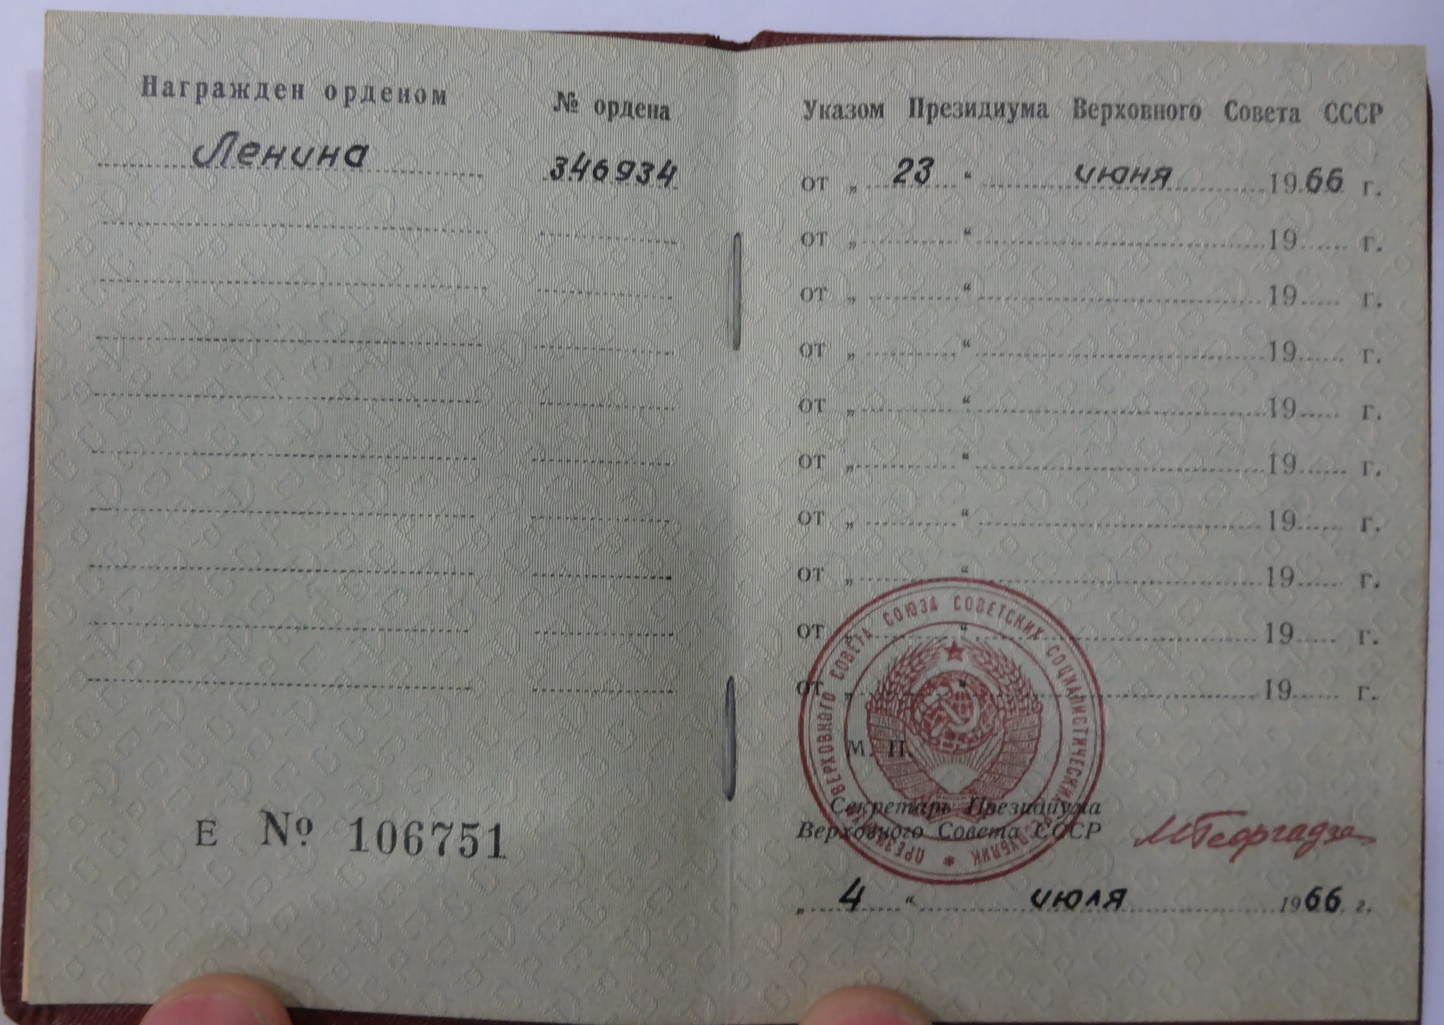 Награжден орденом
№ ордена
Ленина
346934
Е № 106751
Указом Президиума Верховного Совета СССР
от „ 23 “ июня 1966 г.
от „ “ 19 г.
от „ “ 19 г.
от „ “ 19 г.
от „ “ 19 г.
от „ “ 19 г.
от „ “ 19 г.
от „ “ 19 г.
от „ “ 19 г.
от „ “ 19 г.
ПРЕЗИДИУМ ВЕРХОВНОГО СОВЕТА СОЮЗА СОВЕТСКИХ СОЦИАЛИСТИЧЕСКИХ РЕСПУБЛИК
М. П.
Секретарь Президиума
Верховного Совета СССР
М Георгадзе
„ 4 “ июля 1966 г.